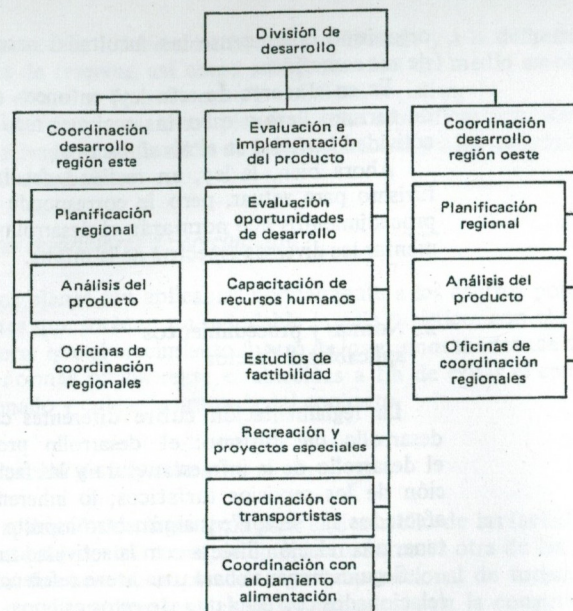 División de
desarrollo
Coordinación
desarrollo
región este
Planificación
regional
Análisis del
producto
Oficinas de
coordinación
regionales
Evaluación e
implementación
del producto
Evaluación
oportunidades
de desarrollo
Capacitación de
recursos humanos
Estudios de
factibilidad
Recreación y
proyectos especiales
Coordinación con
transportistas
Coordinación con
alojamiento
alimentación
Coordinación
desarrollo
región oeste
Planificación
regional
Análisis del
producto
Oficinas de
coordinación
regionales